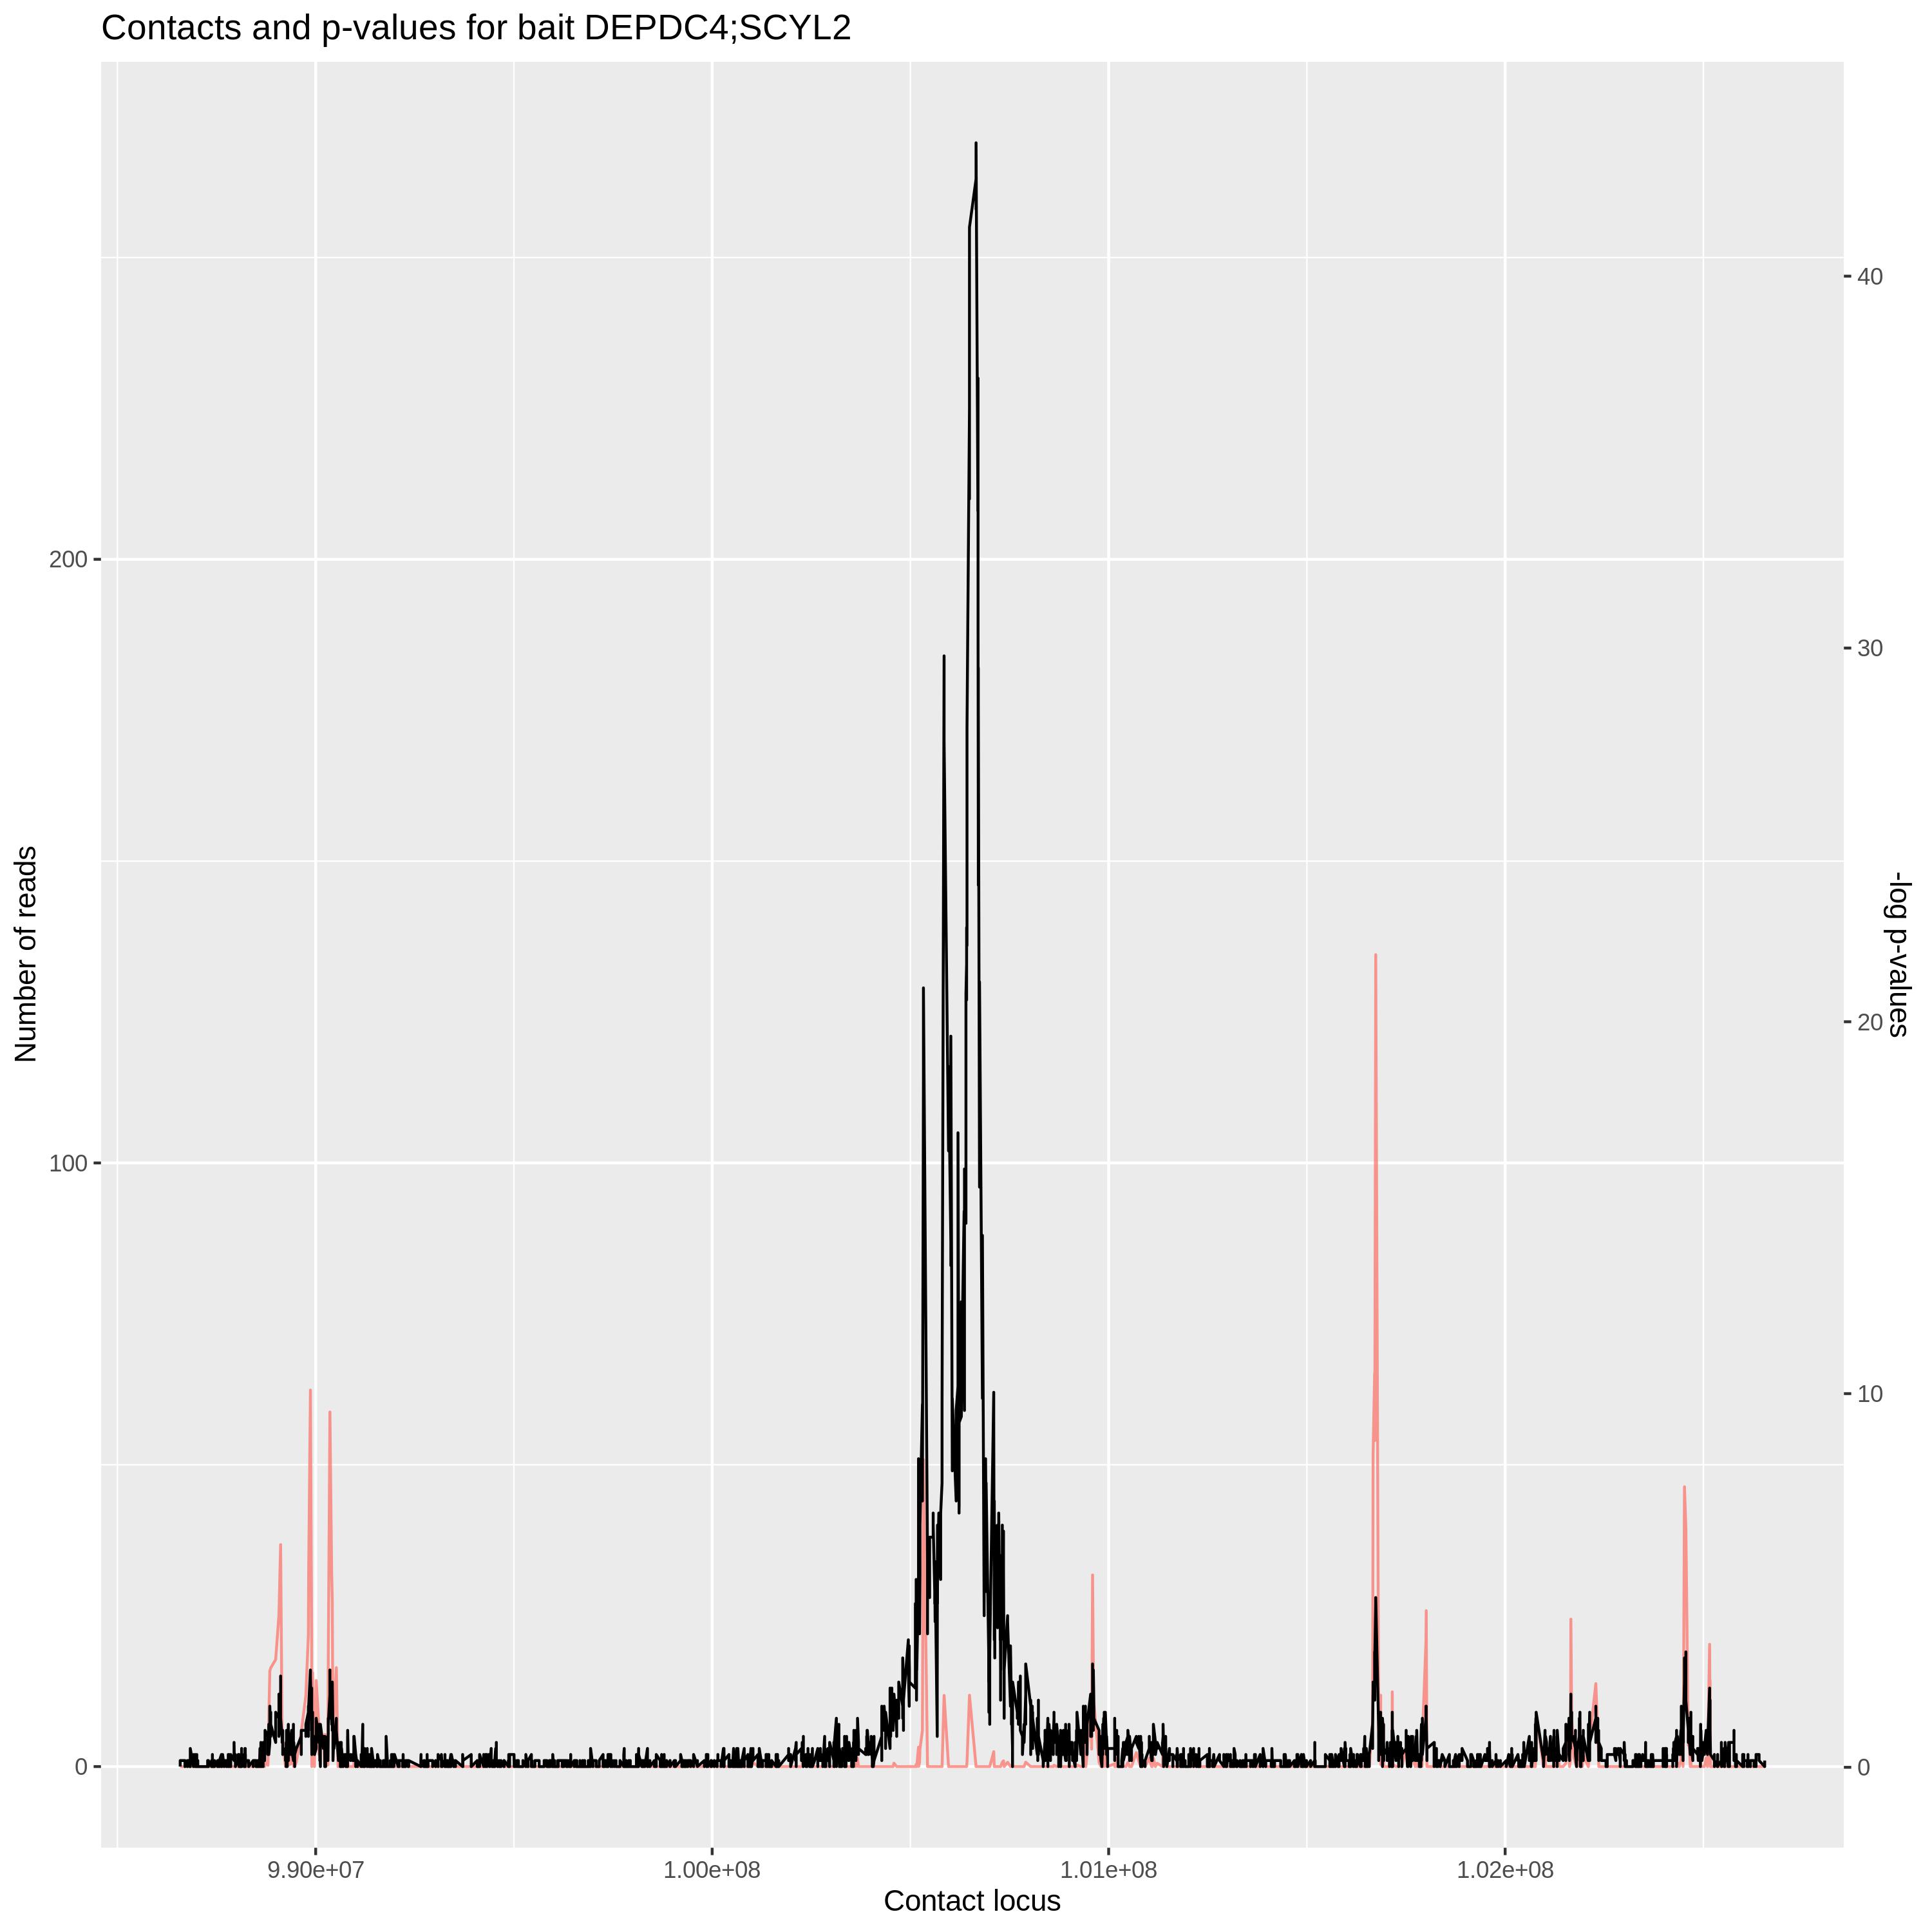 Contacts and p-values for bait DEPDC4;SCYL2
Number of reads
200
100
0
40
30
20
10
0
-log p-values
9.90e+07
1.00e+08
1.01e+08
1.02e+08
Contact locus